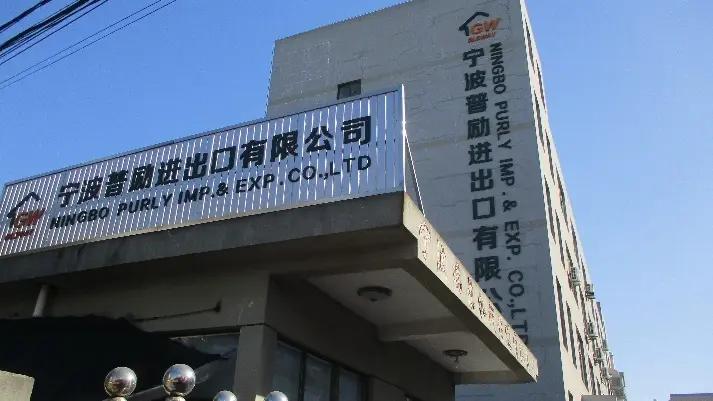 GW
宁波普励进出口有限公司
NINGBO PURLY IMP.& EXP. CO.,LTD
GW
宁波普励进出口有限公
NINGBO PURLY IMP. & EXP. CO.,LTD